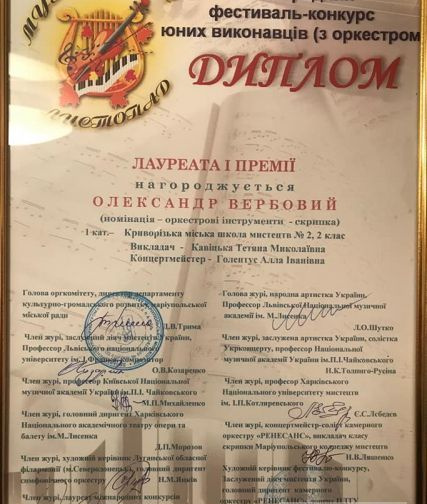 фестиваль-конкурс
юних виконавців (з оркестром
ЛИСТОПАД
ДИПЛОМ
ЛАУРЕАТА І ПРЕМІЇ
нагороджується
ОЛЕКСАНДР ВЕРБОВИЙ
(номінація – оркестрові інструменти - скрипка)
1 кат.- Криворізька міська школа мистецтв № 2, 2 клас
Викладач - Кавіцька Тетяна Миколаївна
Концертмейстер - Голентус Алла Іванівна
Голова оргкомітету, директор департаменту
культурно-громадського розвитку маріупольської
міської ради
Д.В.Трима
Член журі, заслужений діяч мистецтв України,
Професор Львівського національного
університету ім.І.Франка, композитор
О.В.Козаренко
Член журі, професор Київської Національної
музичної академії ім.П.І. Чайковського
М.П.Михайленко
Член журі, головний диригент Харківського
Національного академічного театру опери та
балету ім.М.Лисенка
Д.П.Морозов
Член журі, художній керівник Луганської обласної
філармонії (м.Северодонецьк), головний диригент
симфонічного оркестру
Н.М.Яцків
Член журі, лауреат міжнародних конкурсів
Голова журі, народна артистка України,
Професор Львівської Національної музичної
академії ім. М.Лисенка
Л.О.Шутко
Член журі, заслужена артистка України, солістка
Укрконцерту, професор Національної
музичної академії України ім.П.І.Чайковського
Н.К.Толпиго-Русіна
Член журі, професор Харківського
Національного університету мистецтв
ім. І.П.Котляревського
Є.С.Лєбєдєв
Член журі, концертмейстер-соліст камерного
оркестру «РЕНЕСАНС», викладач класу
скрипки Маріупольського коледжу мистецтв
Н.В.Ляшенко
Художній керівник фестивалю-конкурсу,
Заслужений діяч мистецтв України,
головний диригент камерного
оркестру «РЕНЕСАНС»